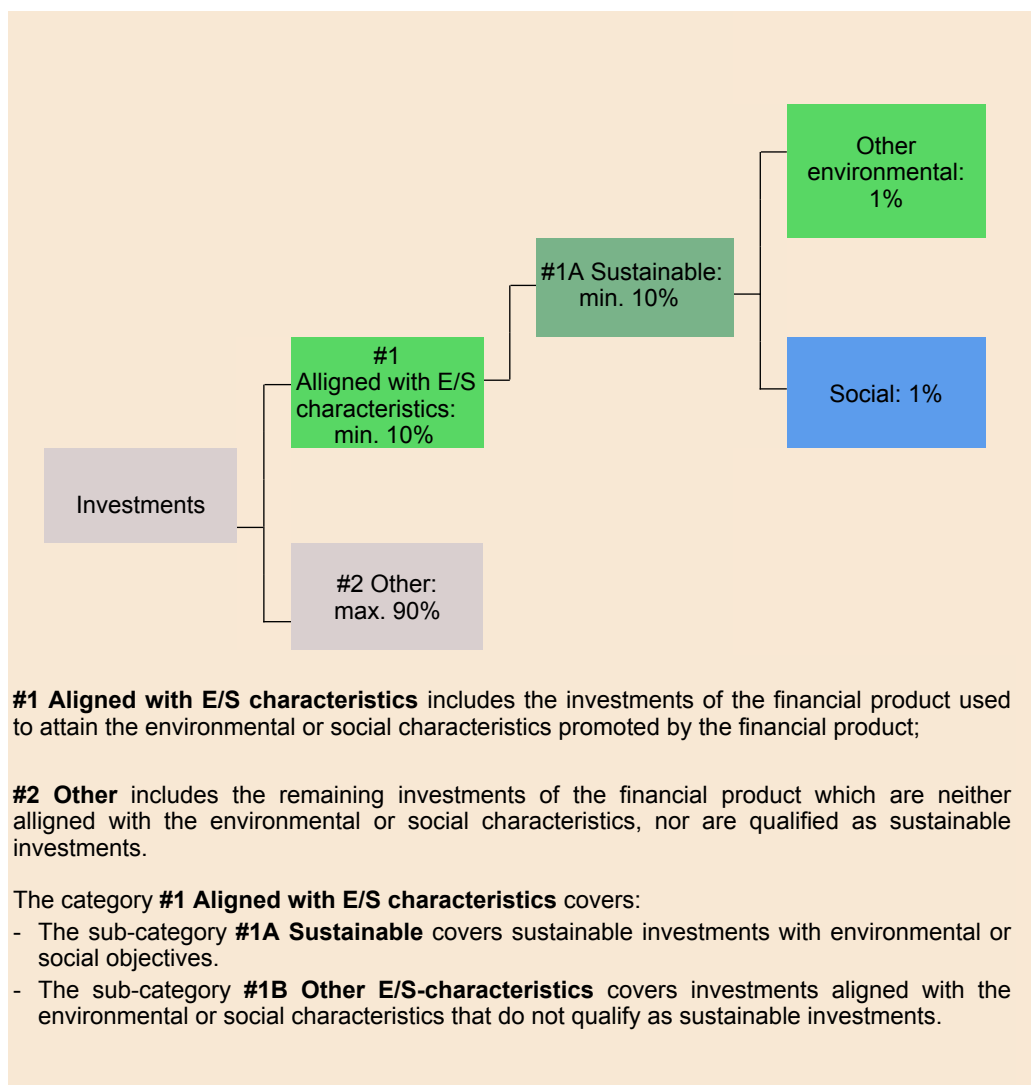 Other
environmental:
1%
#1A Sustainable:
min. 10%
#1
Alligned with E/S
characteristics:
min. 10%
Social: 1%
Investments
#2 Other:
max. 90%
#1 Aligned with E/S characteristics includes the investments of the financial product used
to attain the environmental or social characteristics promoted by the financial product;
#2 Other includes the remaining investments of the financial product which are neither
alligned with the environmental or social characteristics, nor are qualified as sustainable
investments.
The category #1 Aligned with E/S characteristics covers:
- The sub-category #1A Sustainable covers sustainable investments with environmental or
social objectives.
- The sub-category #1B Other E/S-characteristics covers investments aligned with the
environmental or social characteristics that do not qualify as sustainable investments.